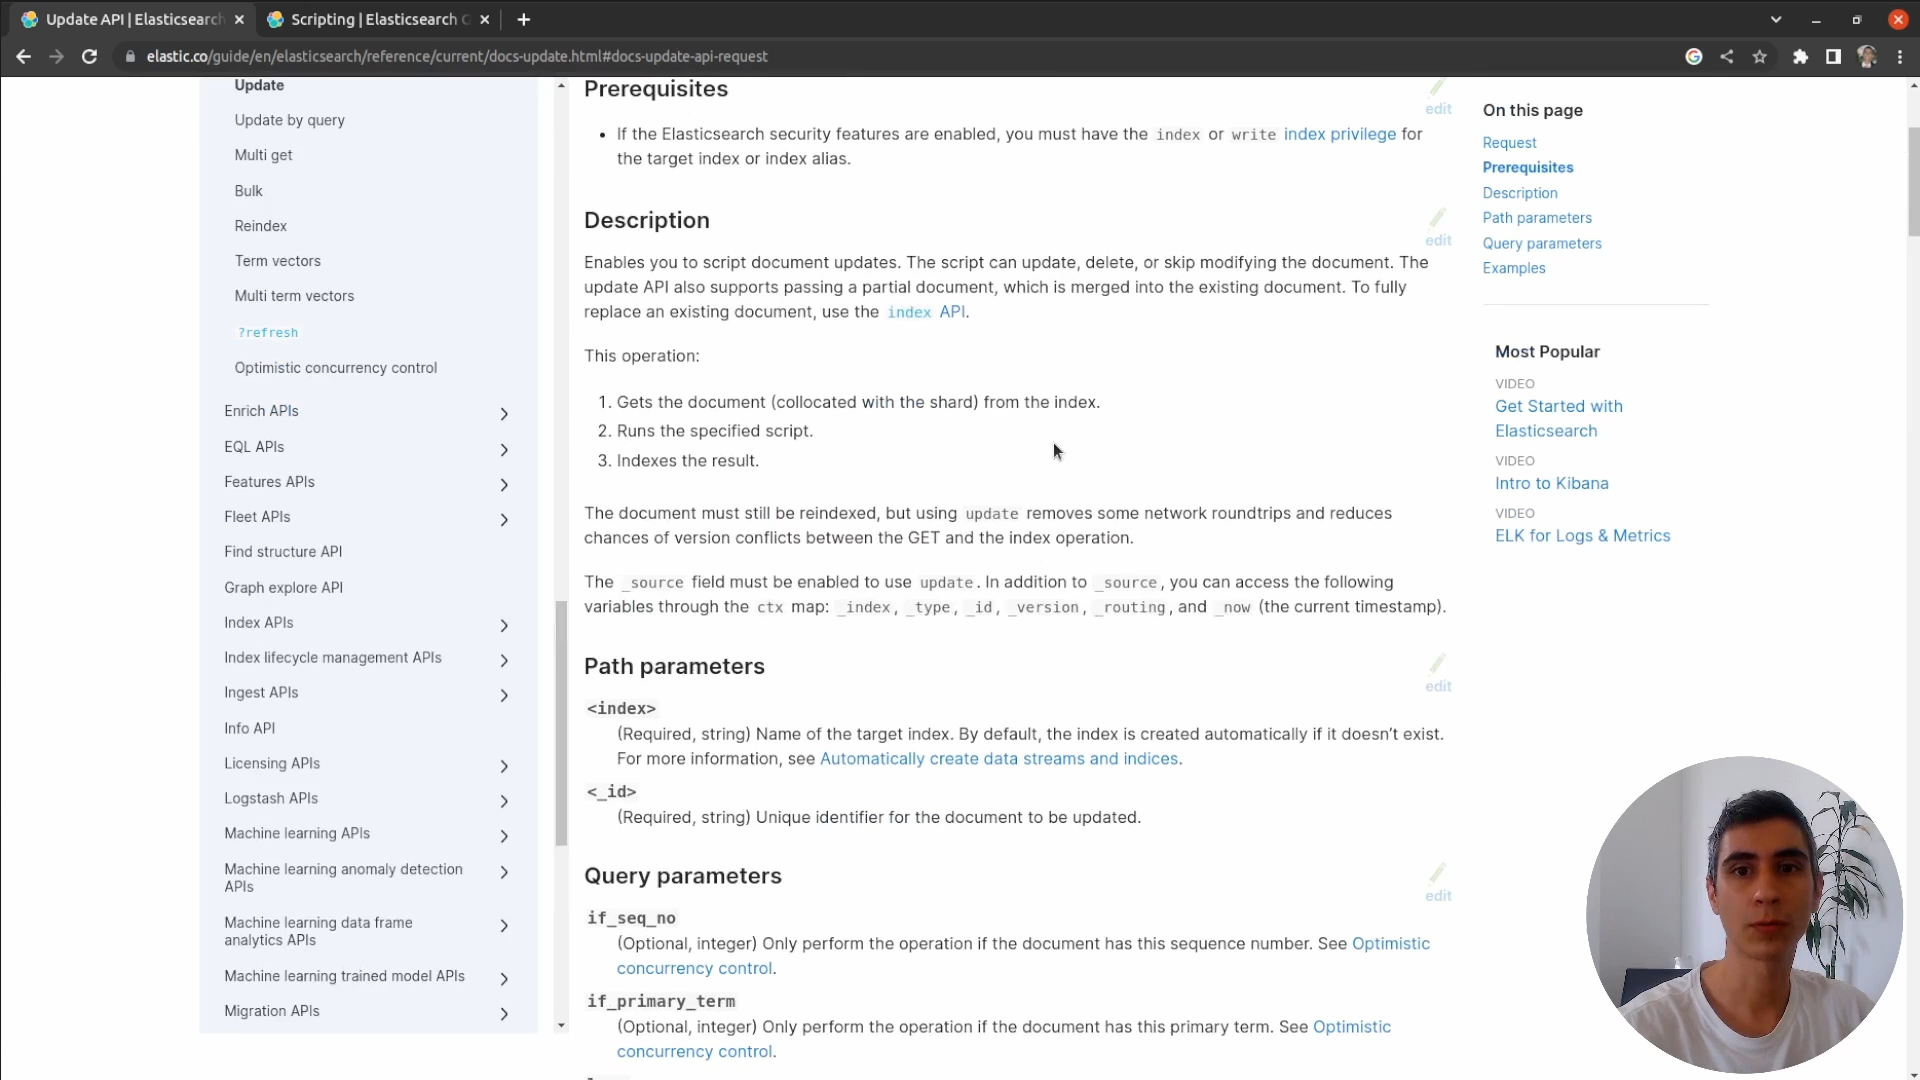 Update API | Elasticsearch
Scripting | Elasticsearch
elastic.co/guide/en/elasticsearch/reference/current/docs-update.html#docs-update-api-request
Update
Update by query
Multi get
Bulk
Reindex
Term vectors
Multi term vectors
?refresh
Optimistic concurrency control
Enrich APIs
EQL APIs
Features APIs
Fleet APIs
Find structure API
Graph explore API
Index APIs
Index lifecycle management APIs
Ingest APIs
Info API
Licensing APIs
Logstash APIs
Machine learning APIs
Machine learning anomaly detection
APIs
Machine learning data frame
analytics APIs
Machine learning trained model APIs
Migration APIs
Prerequisites
edit
• If the Elasticsearch security features are enabled, you must have the index or write index privilege for
the target index or index alias.
Description
edit
Enables you to script document updates. The script can update, delete, or skip modifying the document. The
update API also supports passing a partial document, which is merged into the existing document. To fully
replace an existing document, use the index API.
This operation:
1. Gets the document (collocated with the shard) from the index.
2. Runs the specified script.
3. Indexes the result.
The document must still be reindexed, but using update removes some network roundtrips and reduces
chances of version conflicts between the GET and the index operation.
The _source field must be enabled to use update. In addition to _source, you can access the following
variables through the ctx map: _index, _type, _id, _version, _routing, and _now (the current timestamp).
Path parameters
edit
<index>
(Required, string) Name of the target index. By default, the index is created automatically if it doesn’t exist.
For more information, see Automatically create data streams and indices.
<_id>
(Required, string) Unique identifier for the document to be updated.
Query parameters
edit
if_seq_no
(Optional, integer) Only perform the operation if the document has this sequence number. See Optimistic
concurrency control.
if_primary_term
(Optional, integer) Only perform the operation if the document has this primary term. See Optimistic
concurrency control.
On this page
Request
Prerequisites
Description
Path parameters
Query parameters
Examples
Most Popular
VIDEO
Get Started with
Elasticsearch
VIDEO
Intro to Kibana
VIDEO
ELK for Logs & Metrics